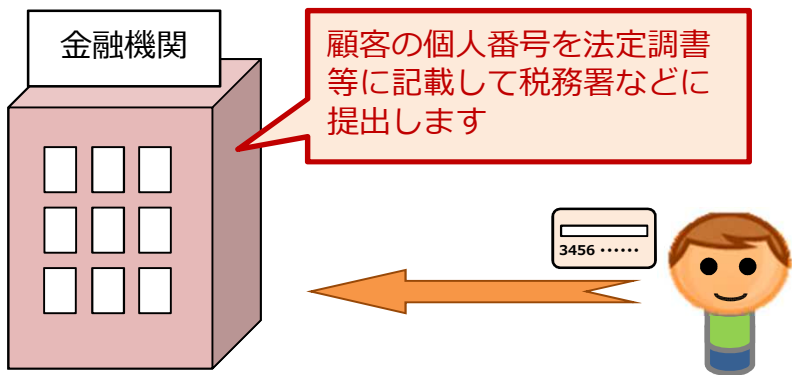 金融機関
顧客の個人番号を法定調書
等に記載して税務署などに
提出します
3456 ・・・・・・